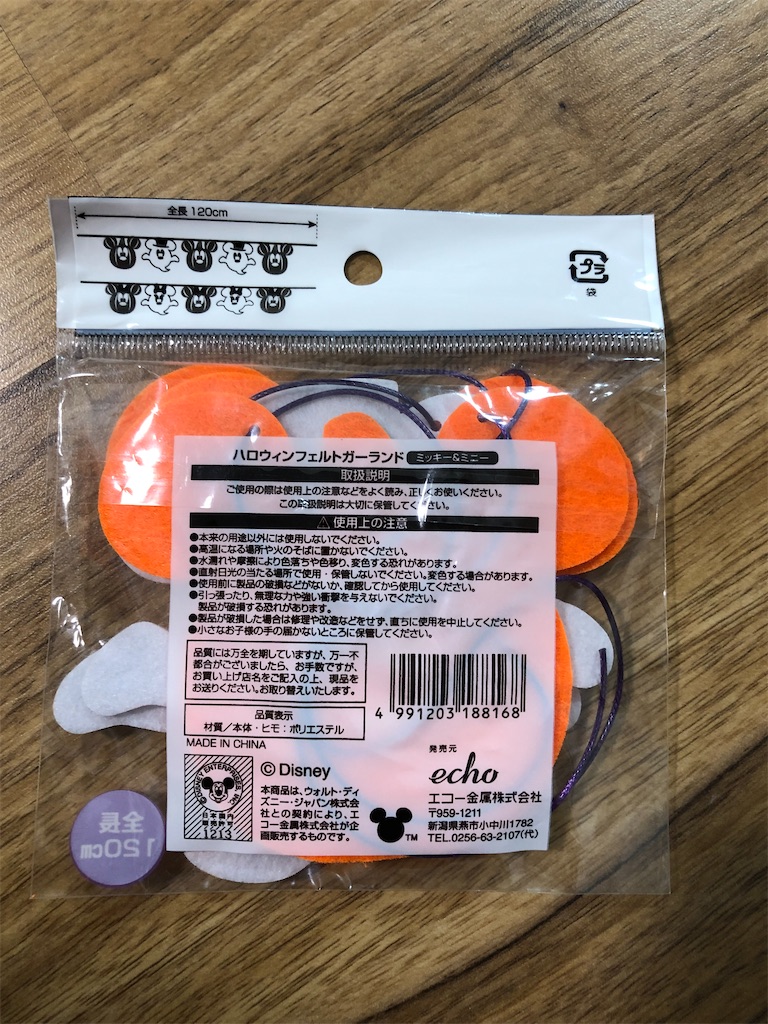 全長120cm
プラ
袋
ハロウィンフェルトガーランド ミッキー&ミニー
取扱説明
ご使用の際は使用上の注意などをよく読み、正しくお使いください。
この取扱説明は大切に保管してください。
⚠使用上の注意
●本来の用途以外には使用しないでください。
●高温になる場所や火のそばに置かないでください。
●水濡れや摩擦により色落ちや色移り、変色する恐れがあります。
●直射日光の当たる場所で使用・保管しないでください。変色する場合があります。
●使用前に製品の破損などがないか、確認してから使用してください。
●引っ張ったり、無理な力や強い衝撃を与えないでください。
製品が破損する恐れがあります。
●製品が破損した場合は修理や改造などをせず、直ちに使用を中止してください。
●小さなお子様の手の届かないところに保管してください。
品質には万全を期していますが、万一不
都合がございましたら、お手数ですが、
お買い上げ店名をご記入の上、現品を
お送りください。お取り替えいたします。
4 991203 188168
品質表示
材質/本体・ヒモ:ポリエステル
MADE IN CHINA
DISNEY ENTERPRISES, INC.
日本国内
販売許可
1213
© Disney
本商品は、ウォルト・ディ
ズニー・ジャパン株式会
社との契約により、エ
コー金属株式会社が企
画販売するものです。
TM
発売元
echo
エコー金属株式会社
〒959-1211
新潟県燕市小中川1782
TEL.0256-63-2107(代)
全長
120cm